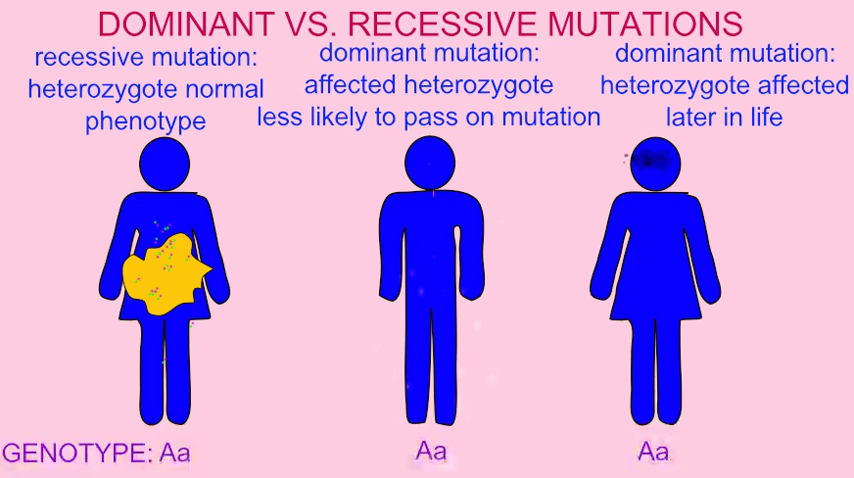 DOMINANT VS. RECESSIVE MUTATIONS
recessive mutation:
heterozygote normal
phenotype
dominant mutation:
affected heterozygote
less likely to pass on mutation
dominant mutation:
heterozygote affected
later in life
GENOTYPE: Aa
Aa
Aa